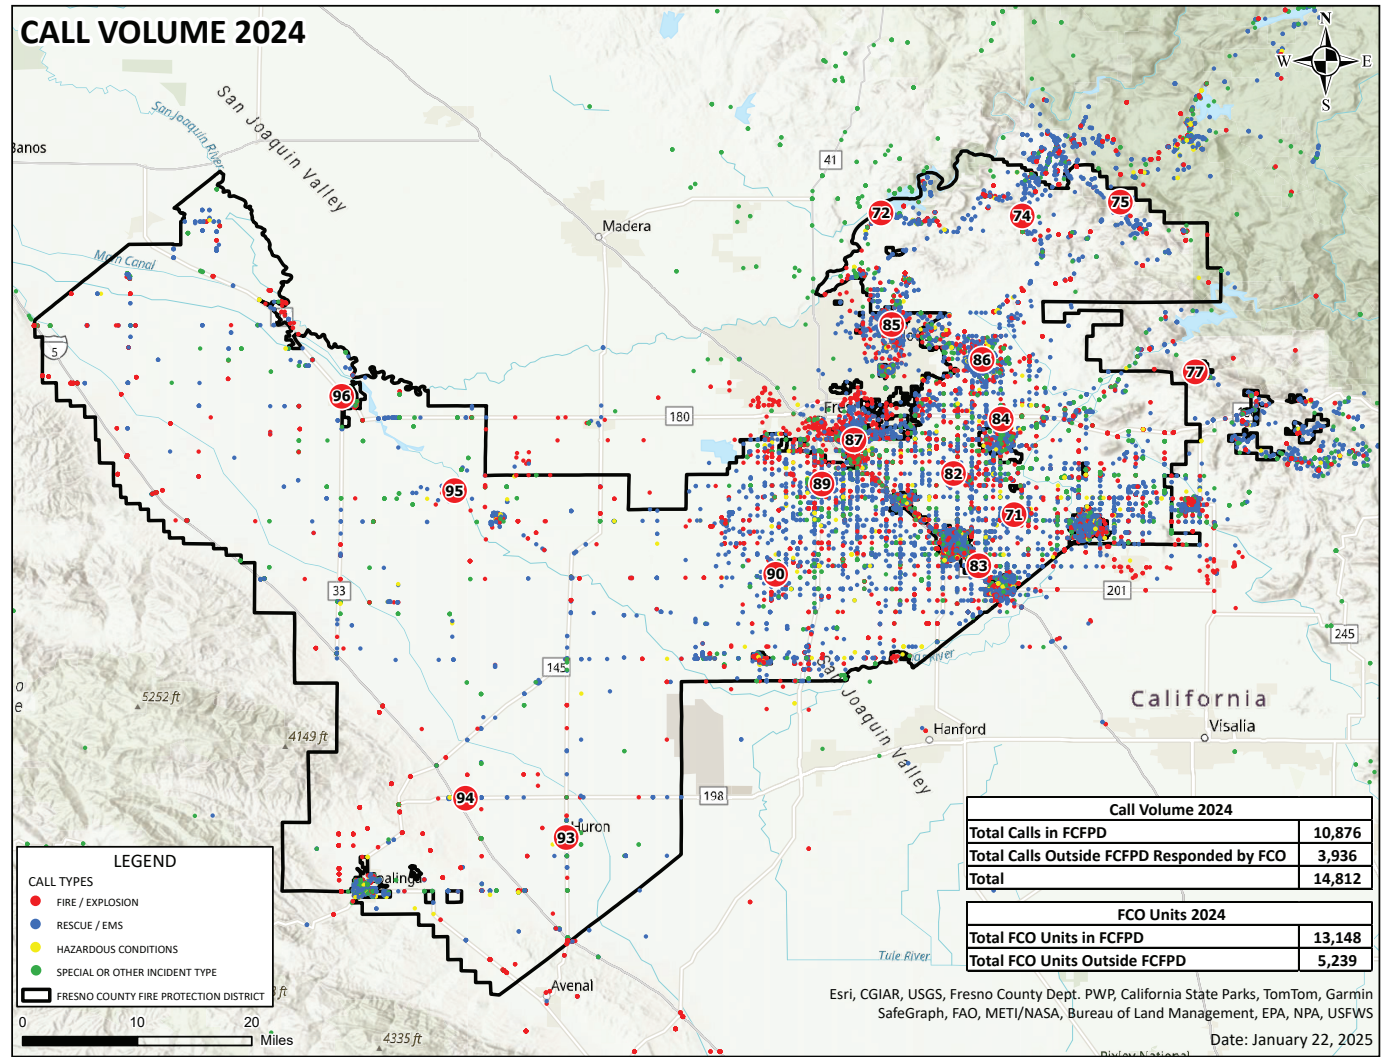 CALL VOLUME 2024
N
W E
S
San Joaquin River
San Joaquin Valley
Banos
41
72
74
75
Madera
Main Canal
5
85
86
77
96
180
84
87
82
89
95
71
83
90
33
201
245
145
San Joaquin Valley
River
5252 ft
4149 ft
California
Hanford
Visalia
94
198
93
Huron
Tule River
Avenal
4335 ft
Call Volume 2024
Total Calls in FCFPD 10,876
Total Calls Outside FCFPD Responded by FCO 3,936
Total 14,812
FCO Units 2024
Total FCO Units in FCFPD 13,148
Total FCO Units Outside FCFPD 5,239
LEGEND
CALL TYPES
FIRE / EXPLOSION
RESCUE / EMS
HAZARDOUS CONDITIONS
SPECIAL OR OTHER INCIDENT TYPE
FRESNO COUNTY FIRE PROTECTION DISTRICT
ft
0 10 20
Miles
Esri, CGIAR, USGS, Fresno County Dept. PWP, California State Parks, TomTom, Garmin
SafeGraph, FAO, METI/NASA, Bureau of Land Management, EPA, NPA, USFWS
Date: January 22, 2025